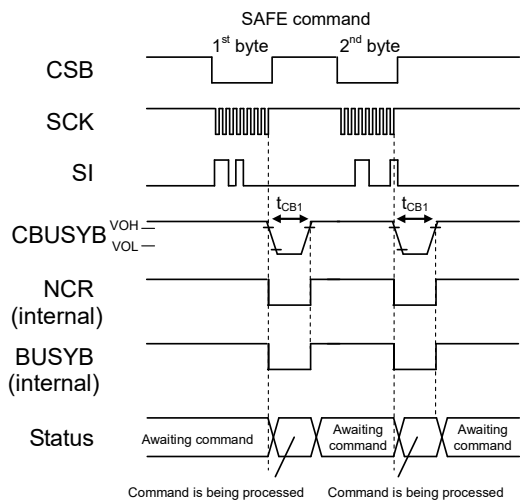 SAFE command
1st byte 2nd byte
CSB
SCK
SI
tCB1 tCB1
CBUSYB VOH
VOL
NCR
(internal)
BUSYB
(internal)
Status Awaiting command Awaiting command Awaiting command
Command is being processed Command is being processed